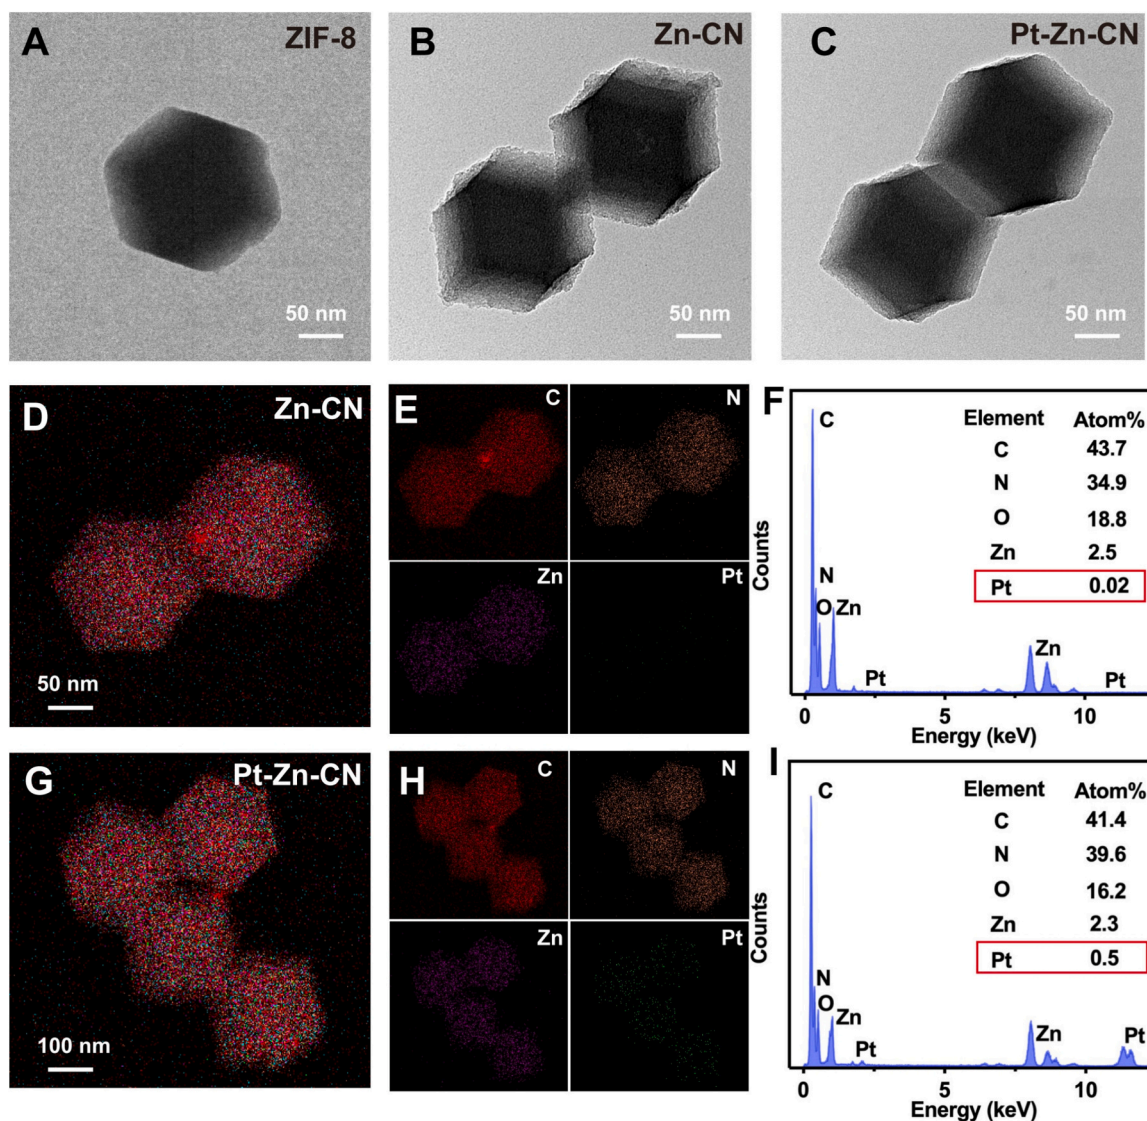 A
ZIF-8
50 nm
B
Zn-CN
50 nm
C
Pt-Zn-CN
50 nm
D
Zn-CN
50 nm
E
C
N
Zn
Pt
F
Counts
C
N
O
Zn
Pt
Zn
Pt
Element Atom%
C 43.7
N 34.9
O 18.8
Zn 2.5
Pt 0.02
0 5 10
Energy (keV)
G
Pt-Zn-CN
100 nm
H
C
N
Zn
Pt
I
Counts
C
N
O
Zn
Pt
Zn
Pt
Element Atom%
C 41.4
N 39.6
O 16.2
Zn 2.3
Pt 0.5
0 5 10
Energy (keV)